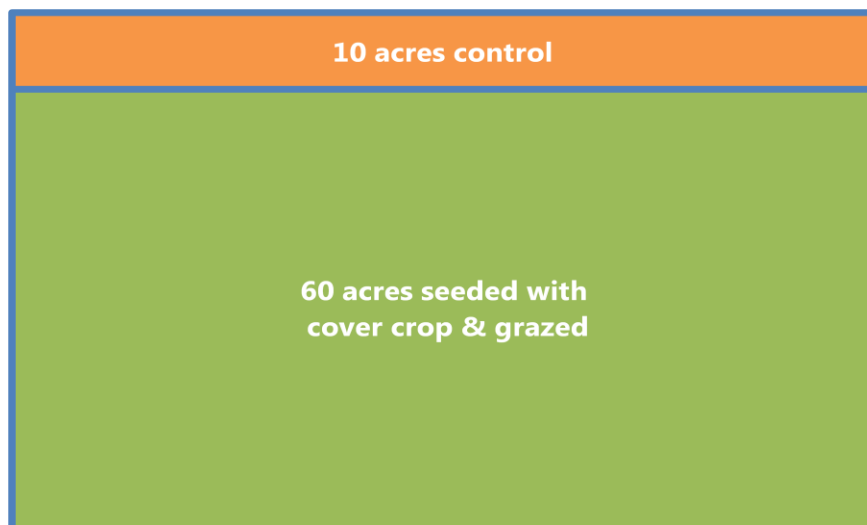 10 acres control
60 acres seeded with
cover crop & grazed